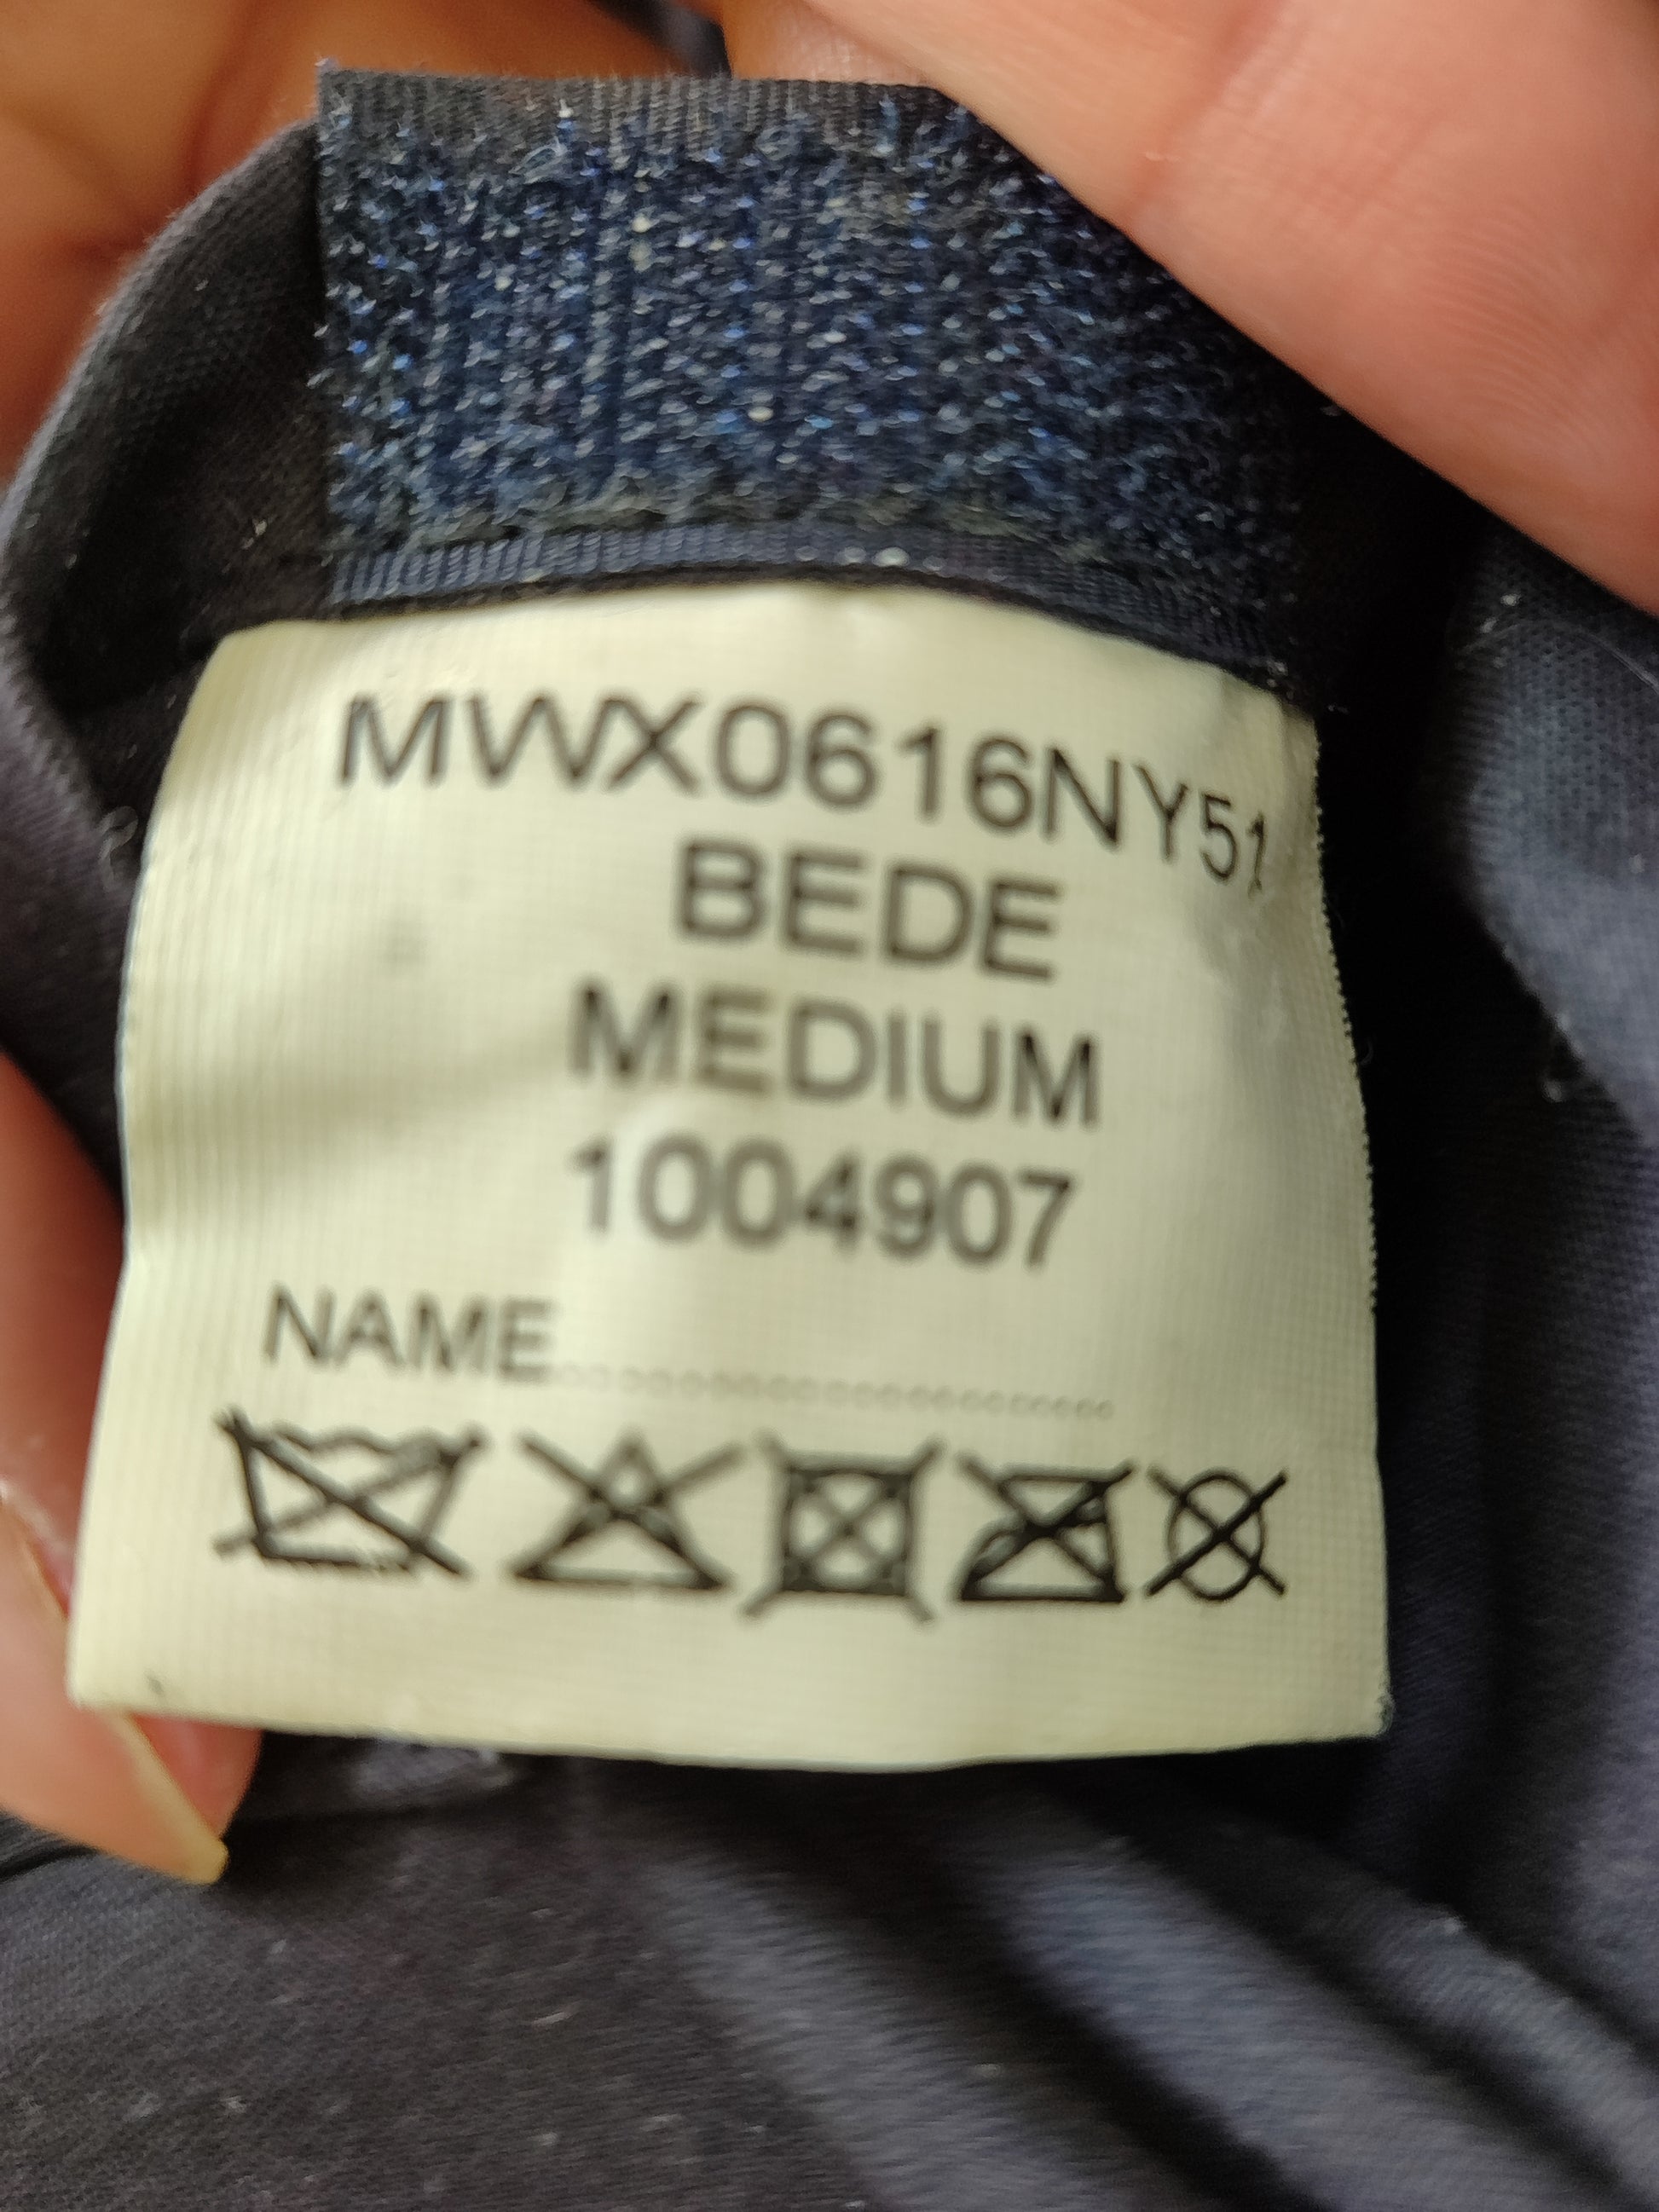 MWX0616NY51
BEDE
MEDIUM
1004907
NAME..............................